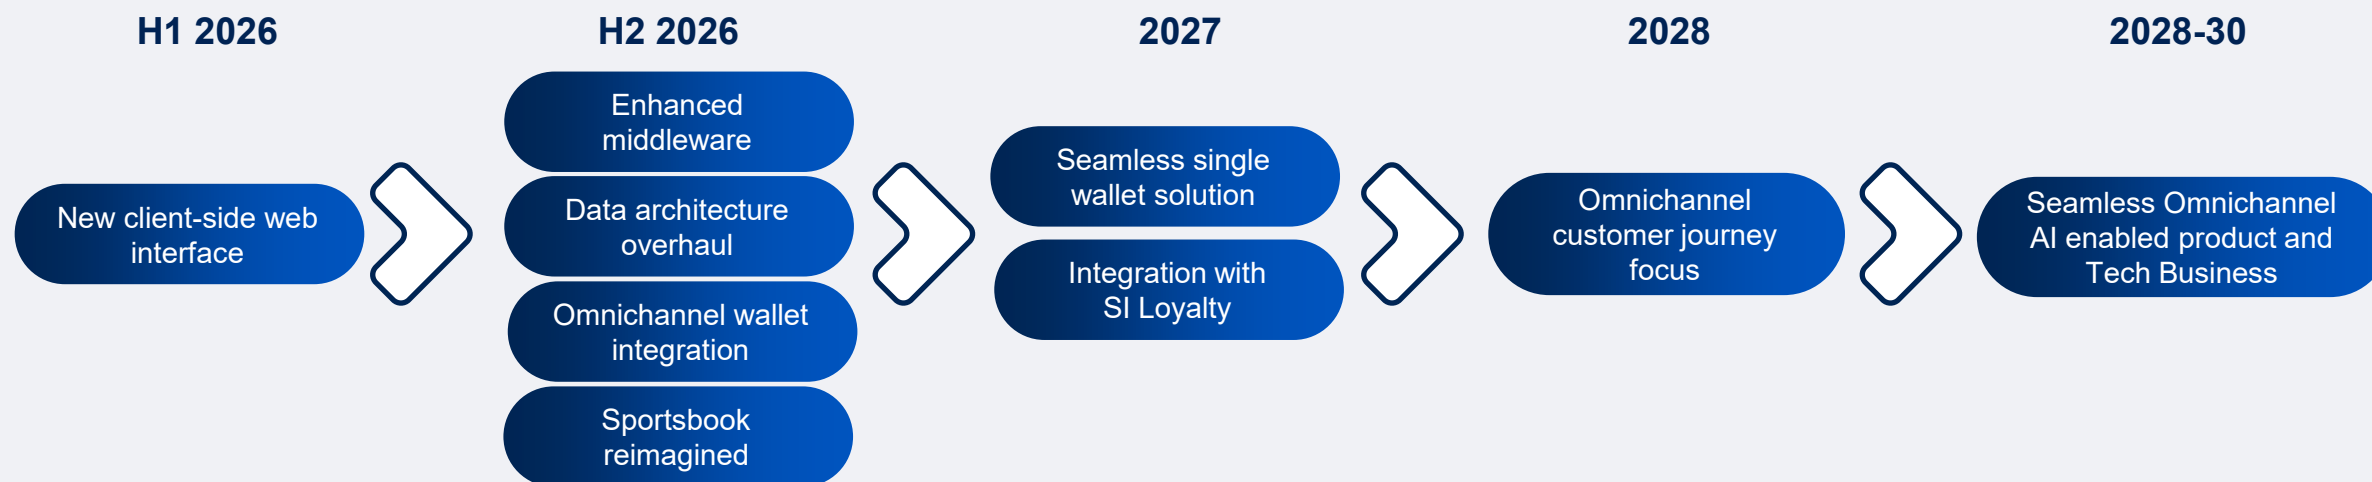 H1 2026
H2 2026
2027
2028
2028-30
New client-side web
interface
Enhanced
middleware
Data architecture
overhaul
Omnichannel wallet
integration
Sportsbook
reimagined
Seamless single
wallet solution
Integration with
SI Loyalty
Omnichannel
customer journey
focus
Seamless Omnichannel
AI enabled product and
Tech Business